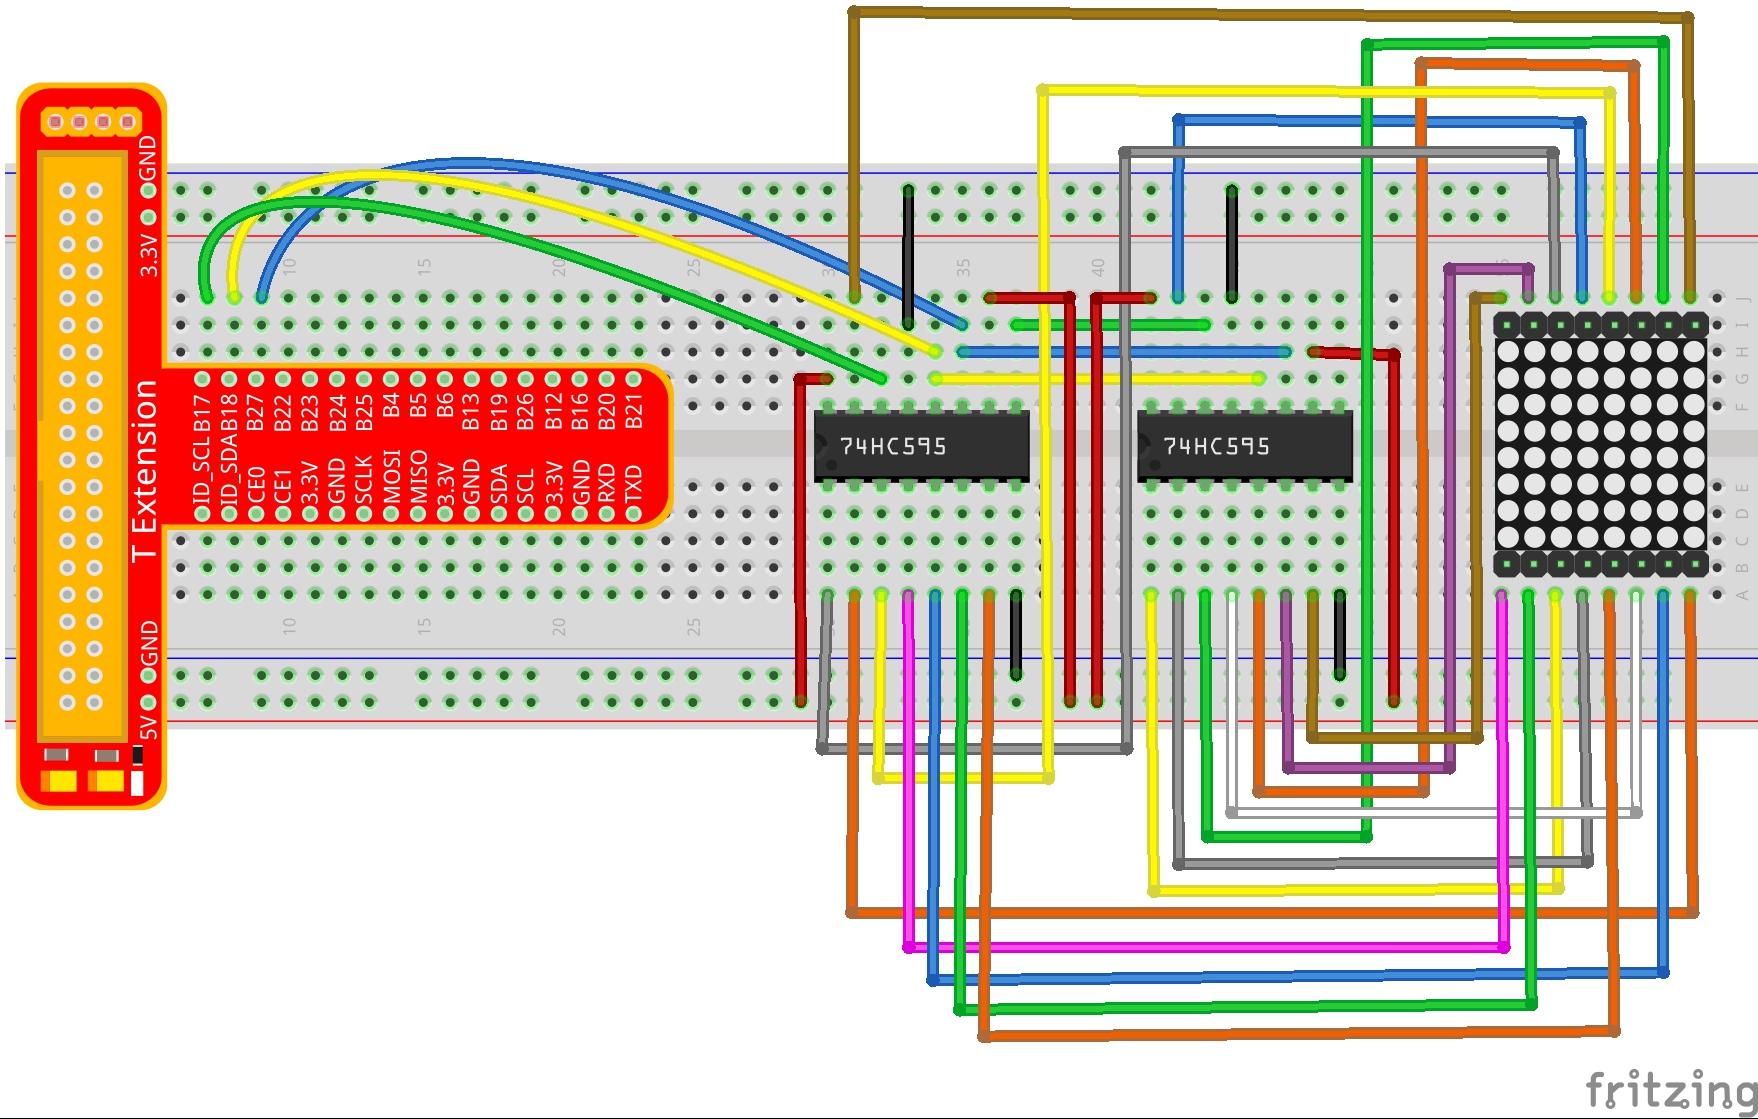 GND
3.3V
T Extension
GND
5V
B17
B18
B27
B22
B23
B24
B25
B4
B5
B6
B13
B19
B26
B12
B16
B20
B21
ID_SCL
ID_SDA
CE0
CE1
3.3V
GND
SCLK
MOSI
MISO
3.3V
GND
SDA
SCL
3.3V
GND
RXD
TXD
10
15
20
25
35
40
J
I
H
G
F
74HC595
74HC595
E
D
C
B
A
10
15
20
25
fritzing